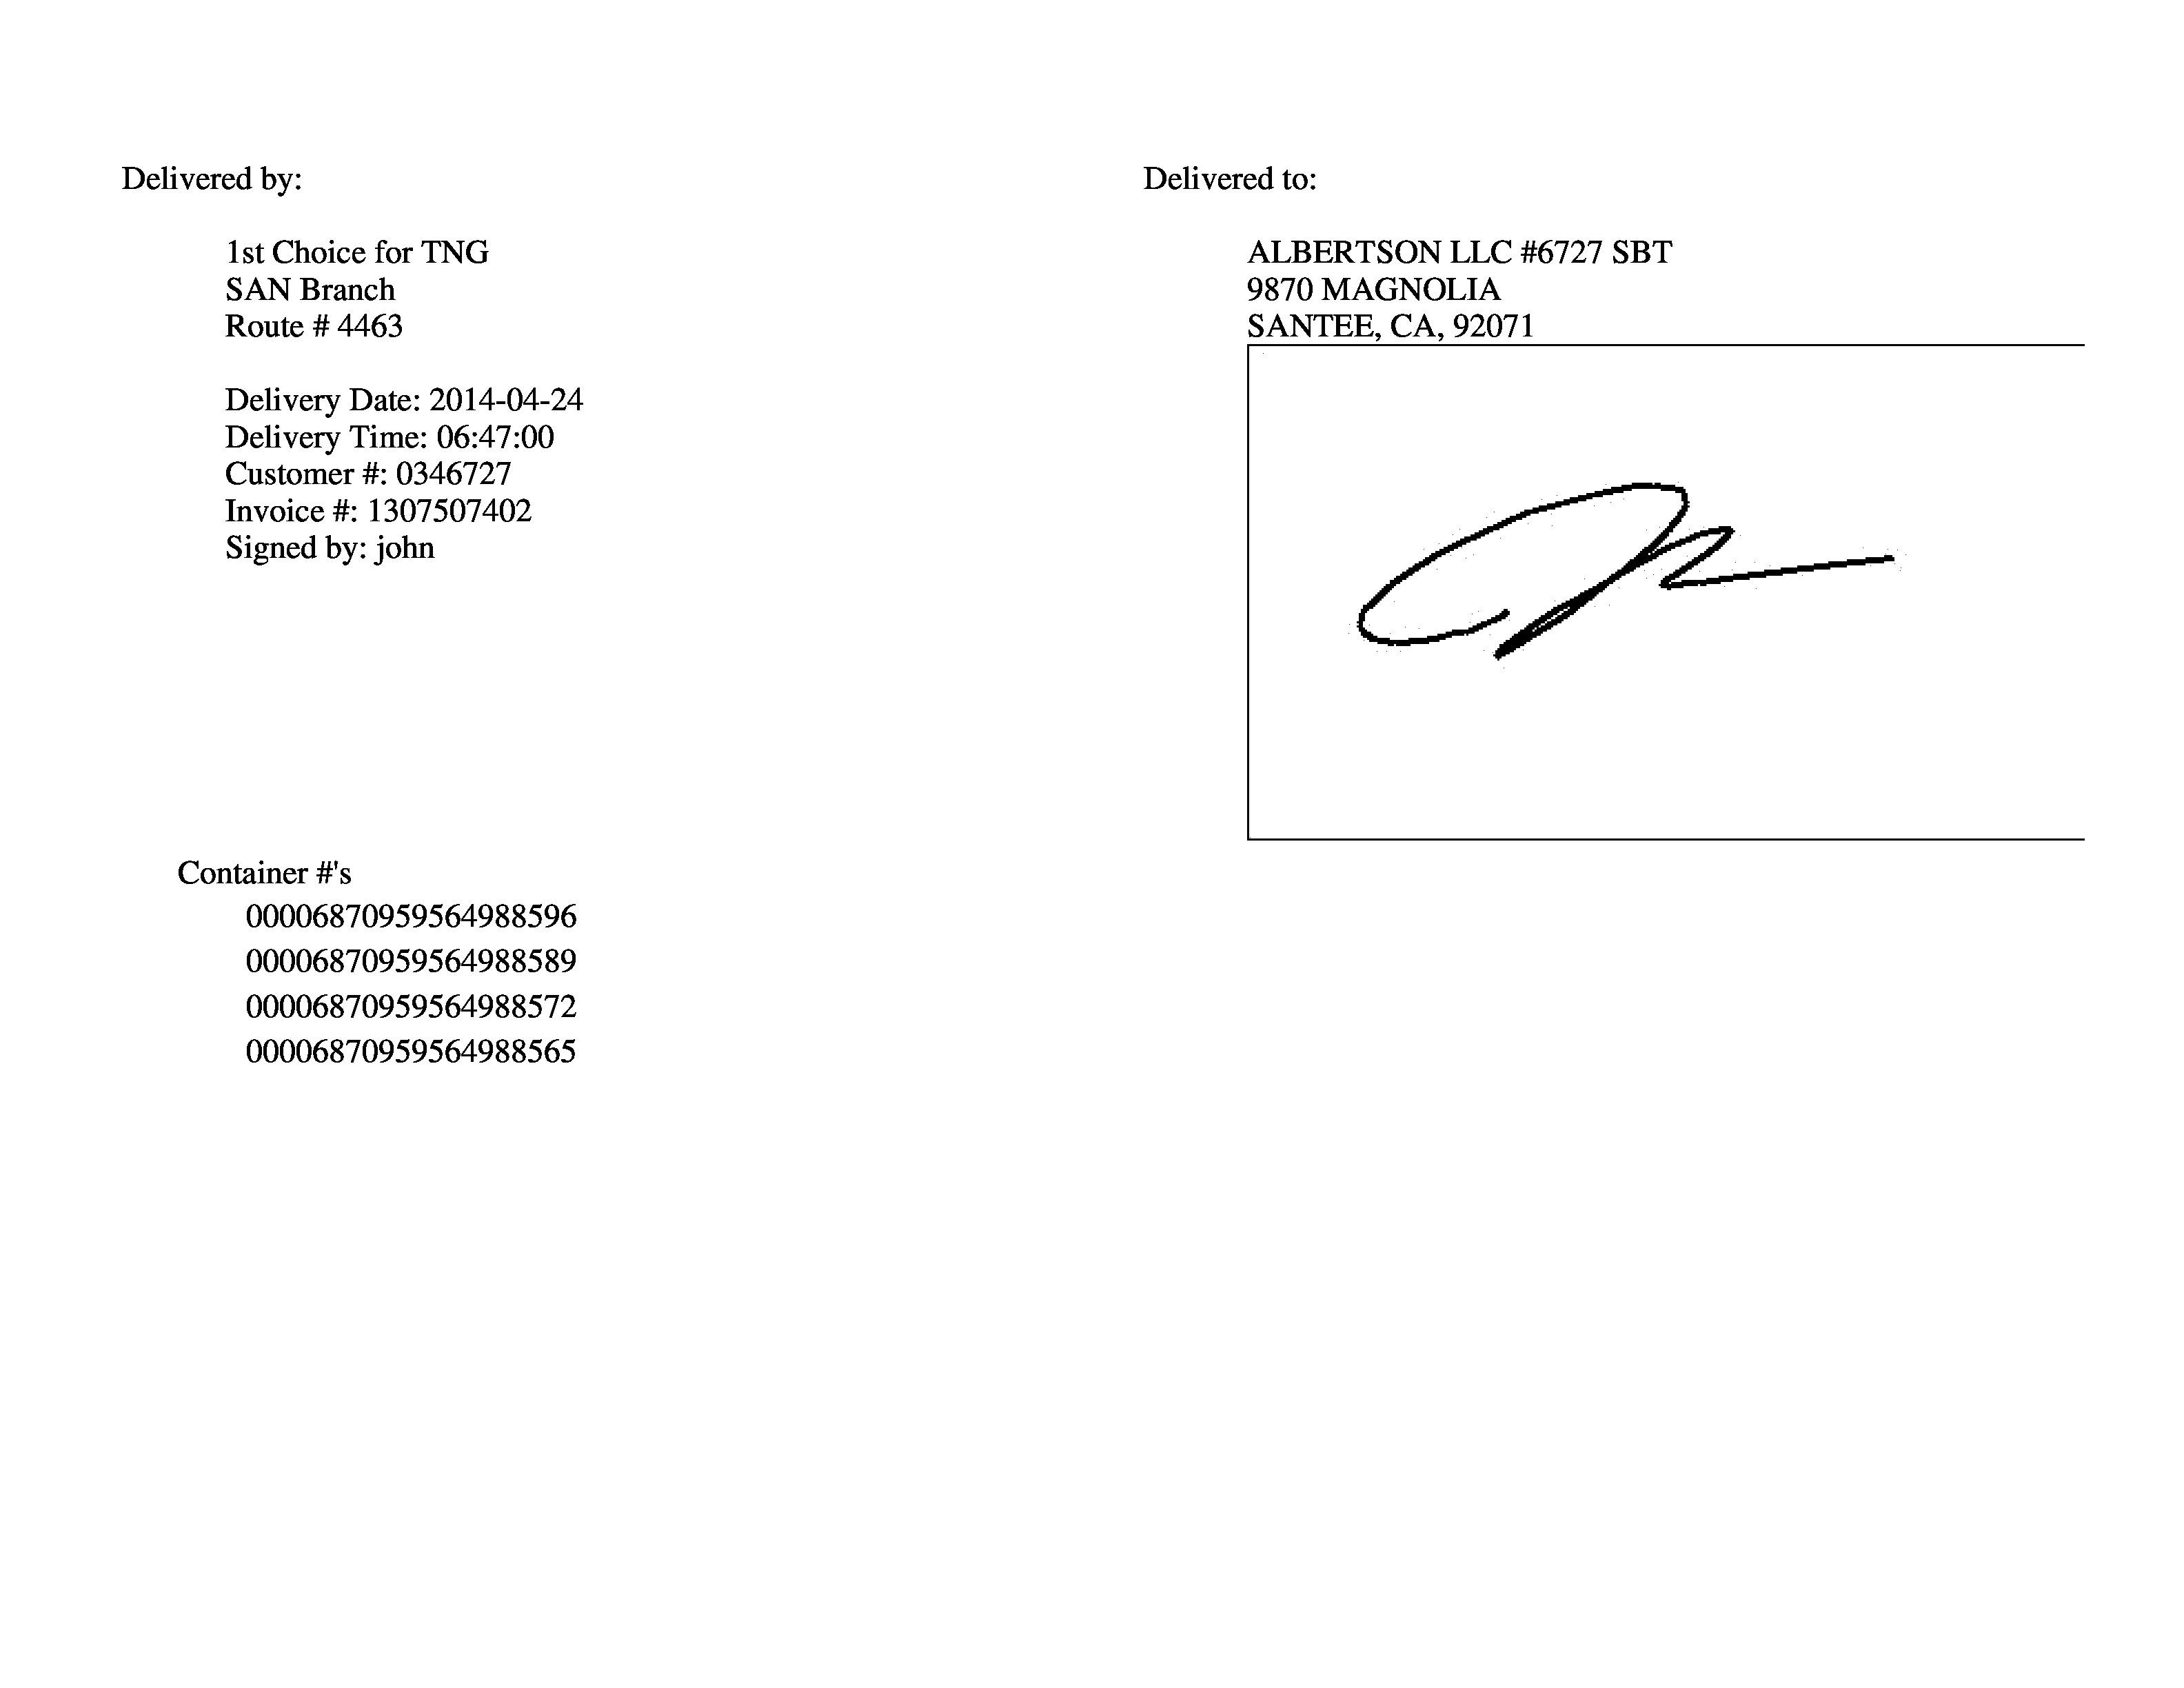 Delivered by:
1st Choice for TNG
SAN Branch
Route # 4463
Delivery Date: 2014-04-24
Delivery Time: 06:47:00
Customer #: 0346727
Invoice #: 1307507402
Signed by: john
Delivered to:
ALBERTSON LLC #6727 SBT
9870 MAGNOLIA
SANTEE, CA, 92071
Container #'s
00006870959564988596
00006870959564988589
00006870959564988572
00006870959564988565